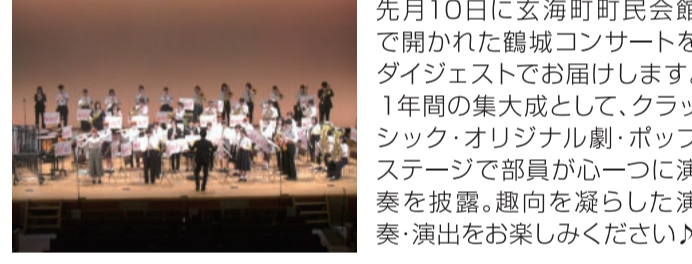 先月10日に玄海町町民会館
で開かれた鶴城コンサートを
ダイジェストでお届けします。
1年間の集大成として、クラッ
シック・オリジナル劇・ポップ
ステージで部員が心一つに演
奏を披露。趣向を凝らした演
奏・演出をお楽しみください♪